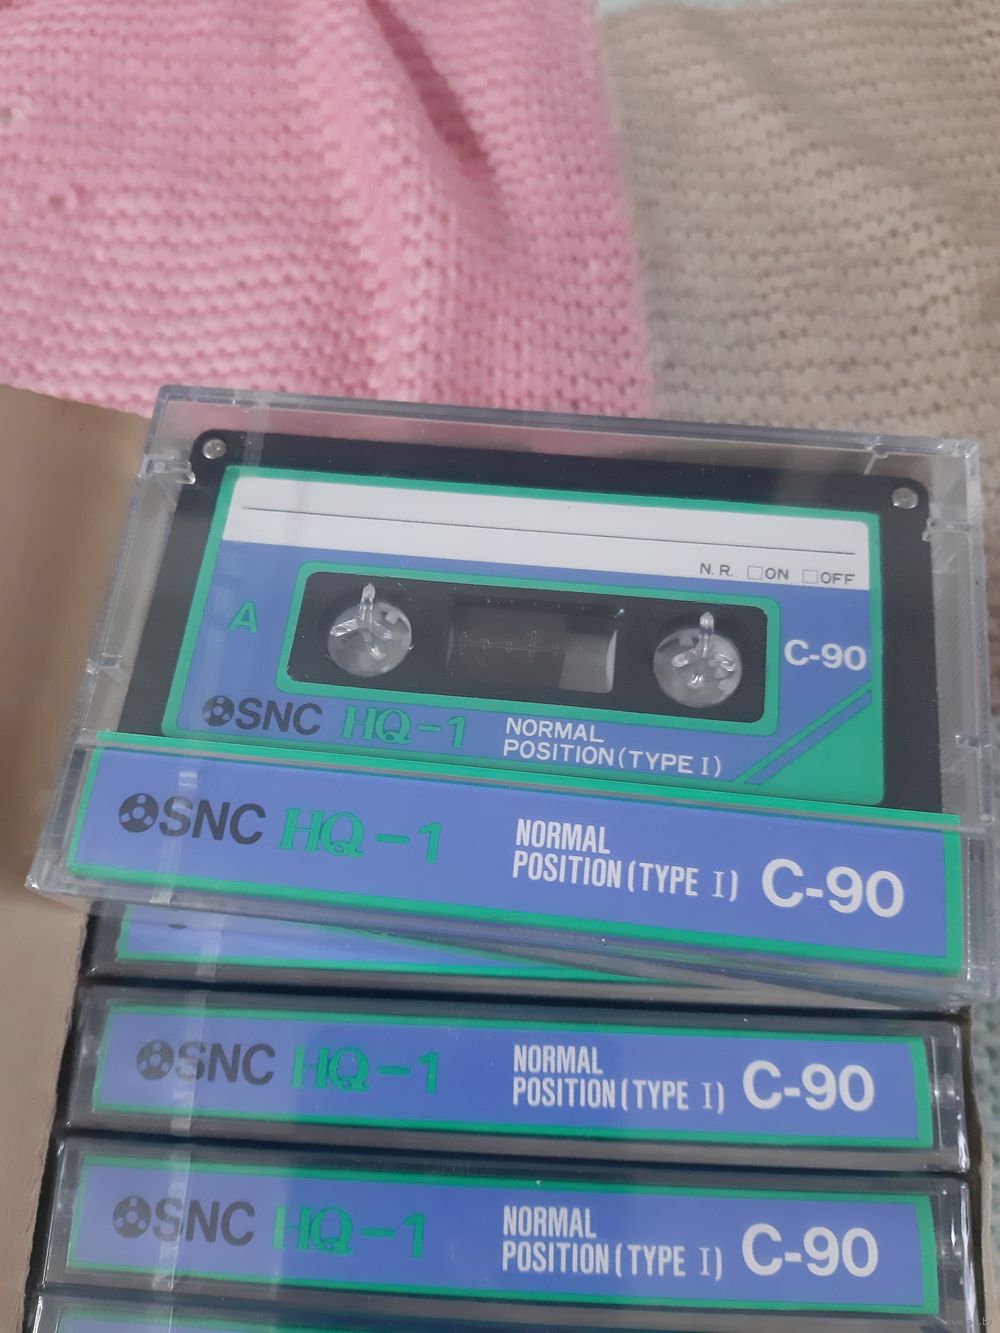 N.R. □ON □OFF
A
C-90
SNC HQ-1 NORMAL
POSITION(TYPE I)
SNC HQ-1 NORMAL
POSITION(TYPE I) C-90
SNC HQ-1 NORMAL
POSITION(TYPE I) C-90
SNC HQ-1 NORMAL
POSITION(TYPE I) C-90